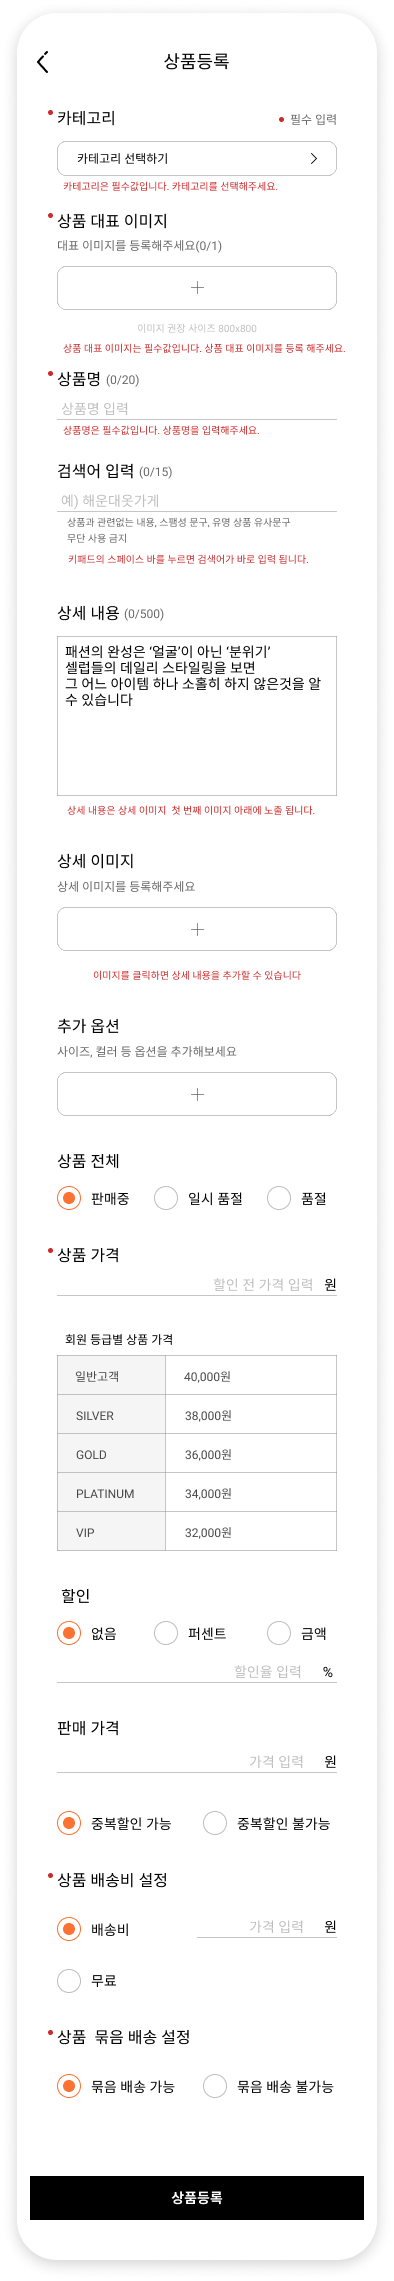 상품등록
카테고리
필수 입력
카테고리 선택하기
카테고리은 필수값입니다. 카테고리를 선택해주세요.
상품 대표 이미지
대표 이미지를 등록해주세요(0/1)
이미지 권장 사이즈 800x800
상품 대표 이미지는 필수값입니다. 상품 대표 이미지를 등록 해주세요.
상품명 (0/20)
상품명 입력
상품명은 필수값입니다. 상품명을 입력해주세요.
검색어 입력 (0/15)
예) 해운대옷가게
상품과 관련없는 내용, 스팸성 문구, 유명 상품 유사문구
무단 사용 금지
키패드의 스페이스 바를 누르면 검색어가 바로 입력 됩니다.
상세 내용 (0/500)
패션의 완성은 ‘얼굴’이 아닌 ‘분위기’
셀럽들의 데일리 스타일링을 보면
그 어느 아이템 하나 소홀히 하지 않은것을 알
수 있습니다
상세 내용은 상세 이미지 첫 번째 이미지 아래에 노출 됩니다.
상세 이미지
상세 이미지를 등록해주세요
이미지를 클릭하면 상세 내용을 추가할 수 있습니다
추가 옵션
사이즈, 컬러 등 옵션을 추가해보세요
상품 전체
판매중 일시 품절 품절
상품 가격
할인 전 가격 입력 원
회원 등급별 상품 가격
일반고객 40,000원
SILVER 38,000원
GOLD 36,000원
PLATINUM 34,000원
VIP 32,000원
할인
없음 퍼센트 금액
할인율 입력 %
판매 가격
가격 입력 원
중복할인 가능 중복할인 불가능
상품 배송비 설정
배송비 가격 입력 원
무료
상품 묶음 배송 설정
묶음 배송 가능 묶음 배송 불가능
상품등록